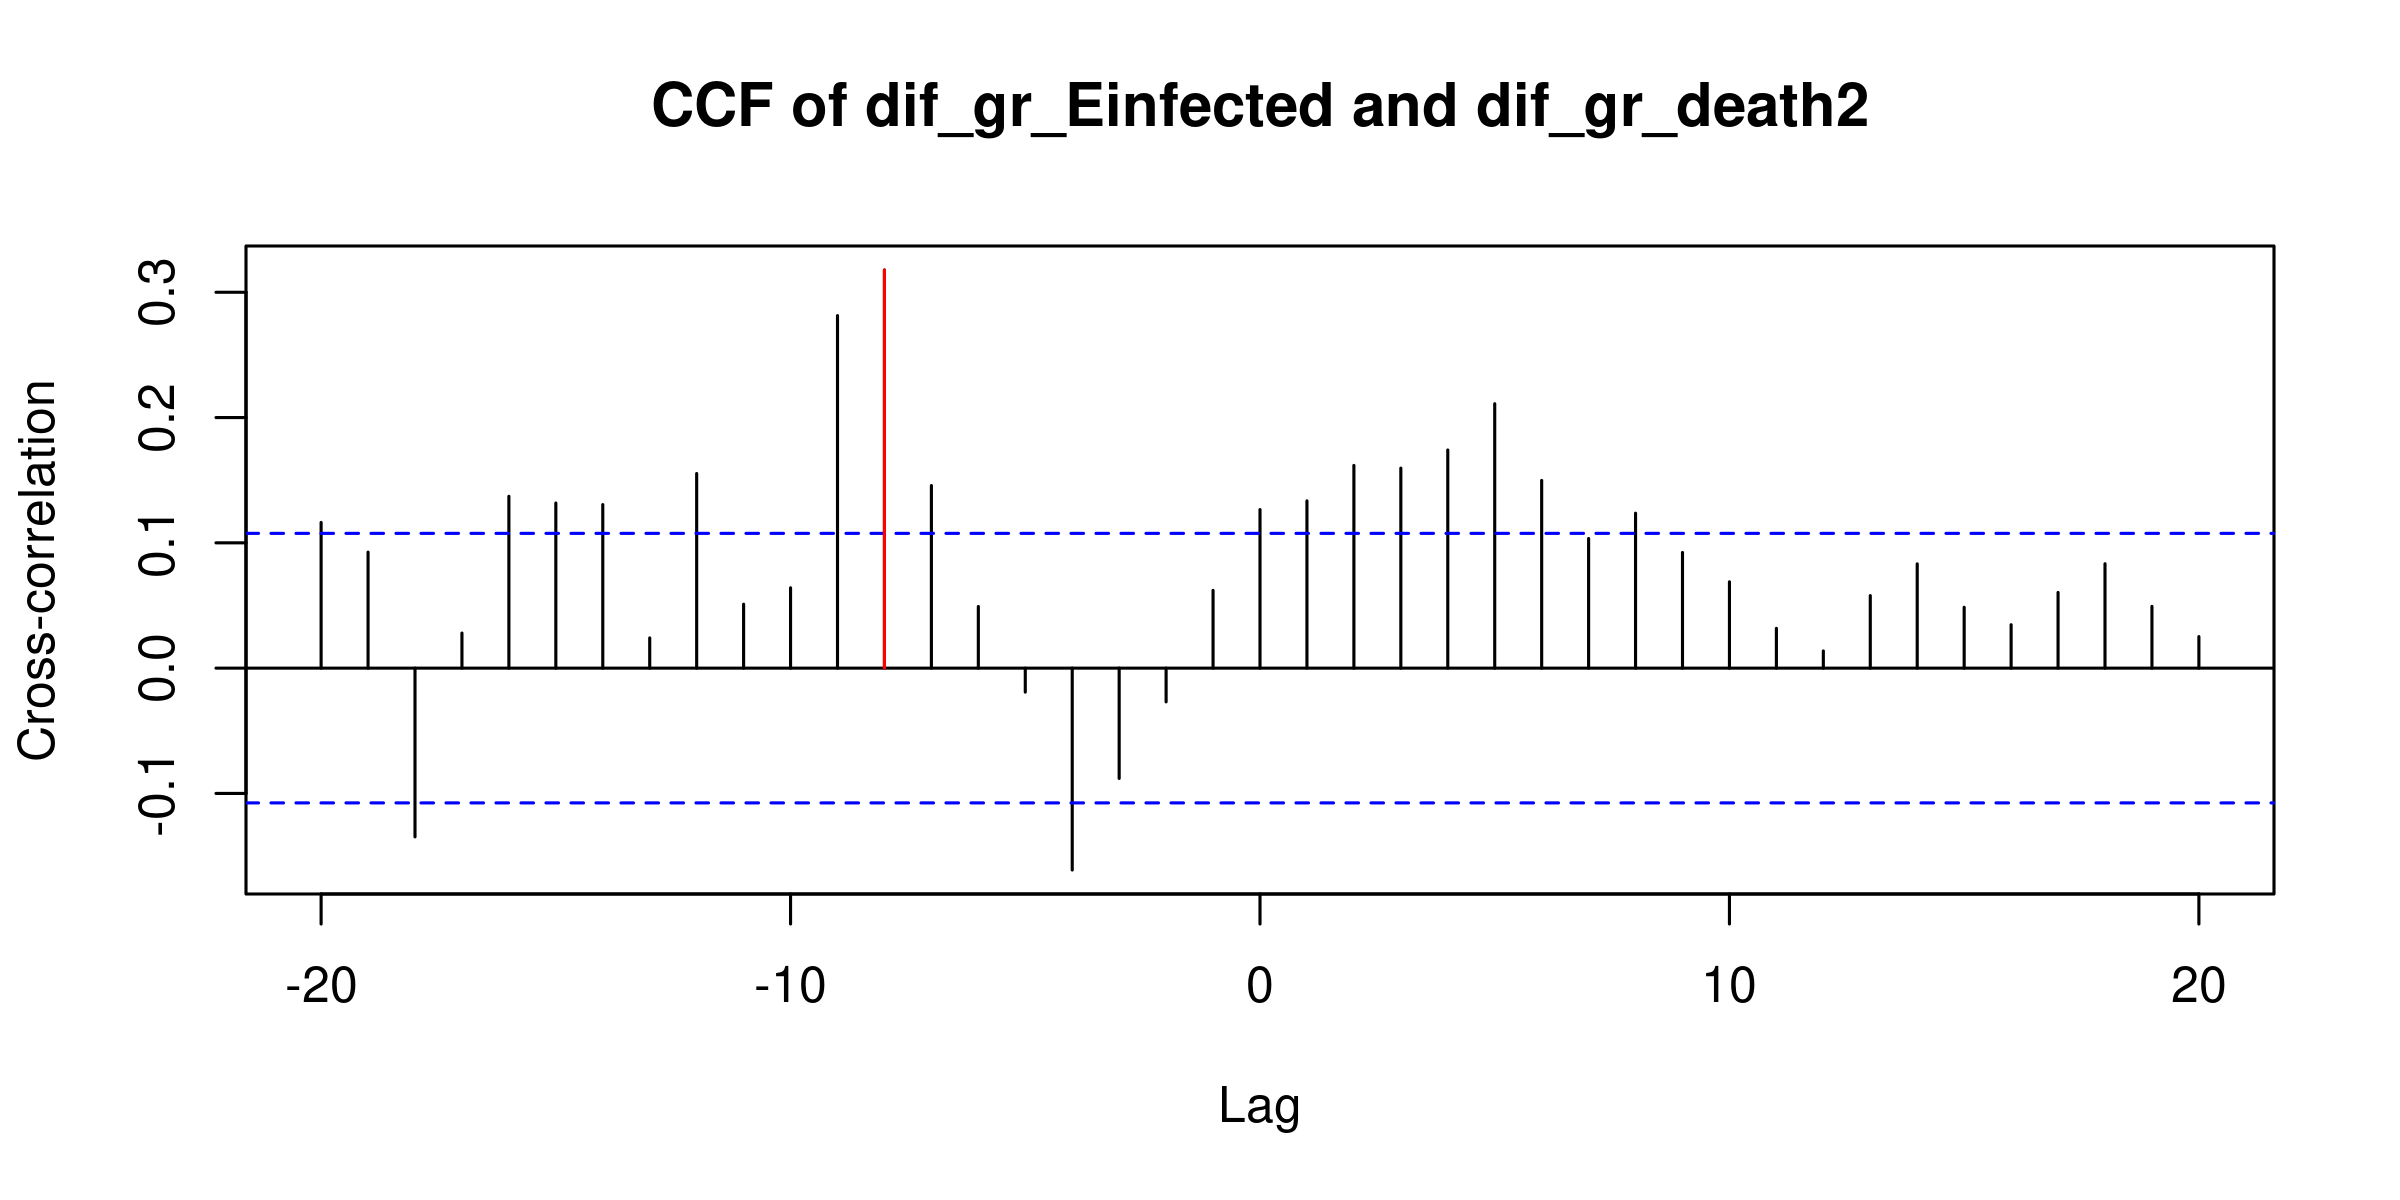 CCF of dif_gr_Einfected and dif_gr_death2
Cross-correlation
0.3
0.2
0.1
0.0
-0.1
-20 -10 0 10 20
Lag